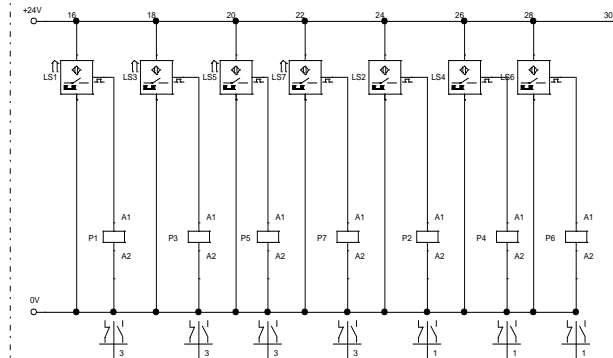 +24V 16 18 20 22 24 26 28 30
LS1 LS3 LS5 LS7 LS2 LS4 LS6
A1 A1 A1 A1 A1 A1 A1
P1 P3 P5 P7 P2 P4 P6
A2 A2 A2 A2 A2 A2 A2
0V
3 3 3 3 1 1 1